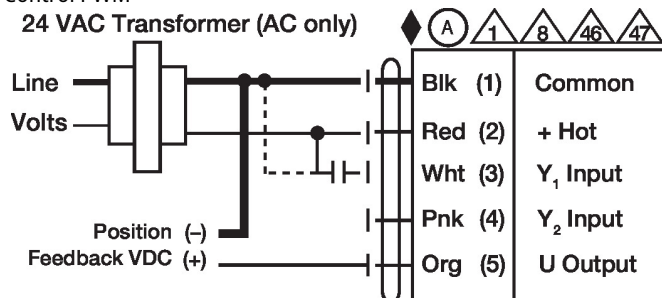 24 VAC Transformer (AC only)
A 1 8 46 47
Line
Volts
Blk (1) Common
Red (2) + Hot
Wht (3) Y₁ Input
Pnk (4) Y₂ Input
Org (5) U Output
Position (–)
Feedback VDC (+)